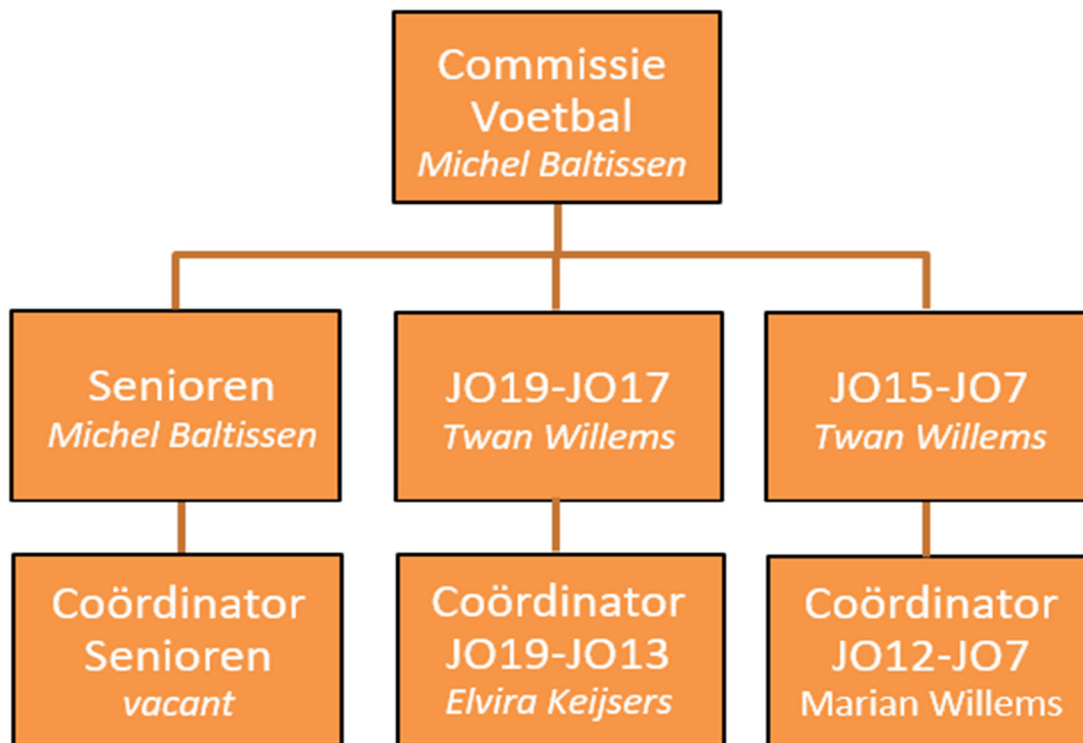 Commissie
Voetbal
Michel Baltissen
Senioren
Michel Baltissen
JO19-JO17
Twan Willems
JO15-JO7
Twan Willems
Coördinator
Senioren
vacant
Coördinator
JO19-JO13
Elvira Keijsers
Coördinator
JO12-JO7
Marian Willems